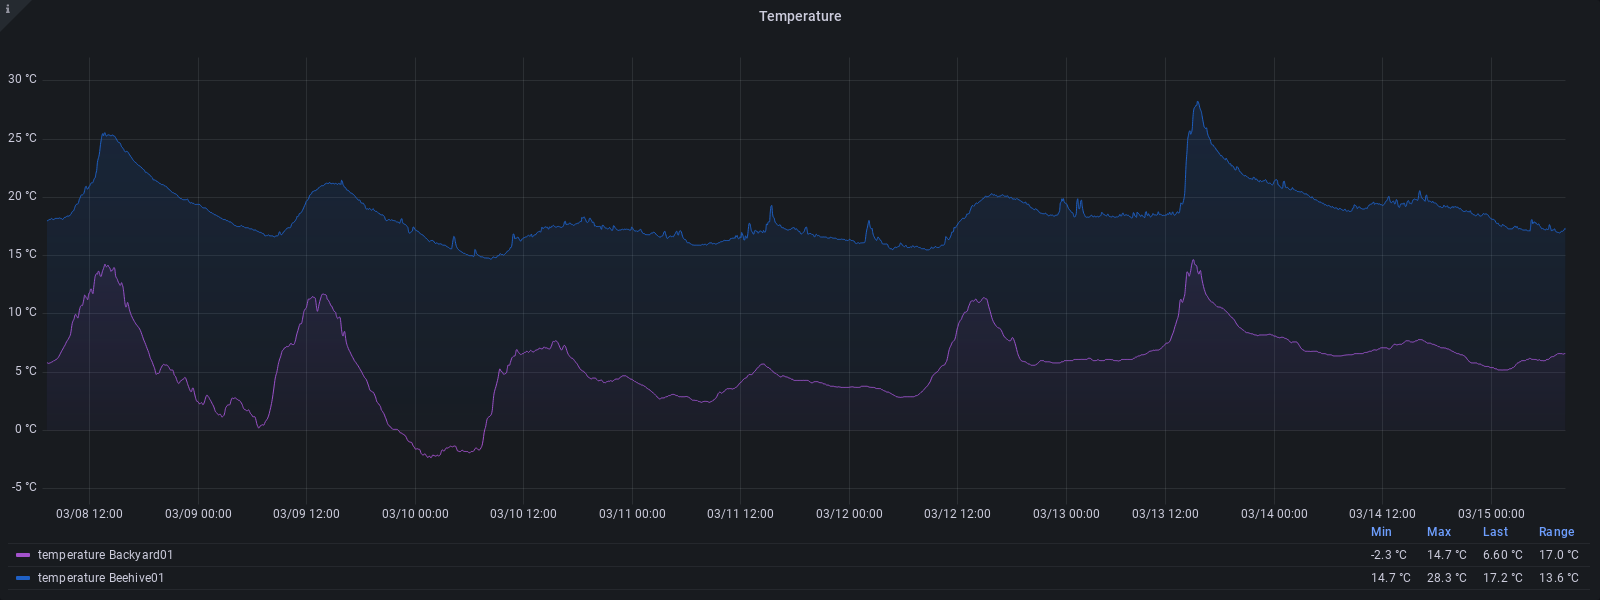 i
Temperature
30 °C
25 °C
20 °C
15 °C
10 °C
5 °C
0 °C
-5 °C
03/08 12:00 03/09 00:00 03/09 12:00 03/10 00:00 03/10 12:00 03/11 00:00 03/11 12:00 03/12 00:00 03/12 12:00 03/13 00:00 03/13 12:00 03/14 00:00 03/14 12:00 03/15 00:00
Min Max Last Range
temperature Backyard01 -2.3 °C 14.7 °C 6.60 °C 17.0 °C
temperature Beehive01 14.7 °C 28.3 °C 17.2 °C 13.6 °C